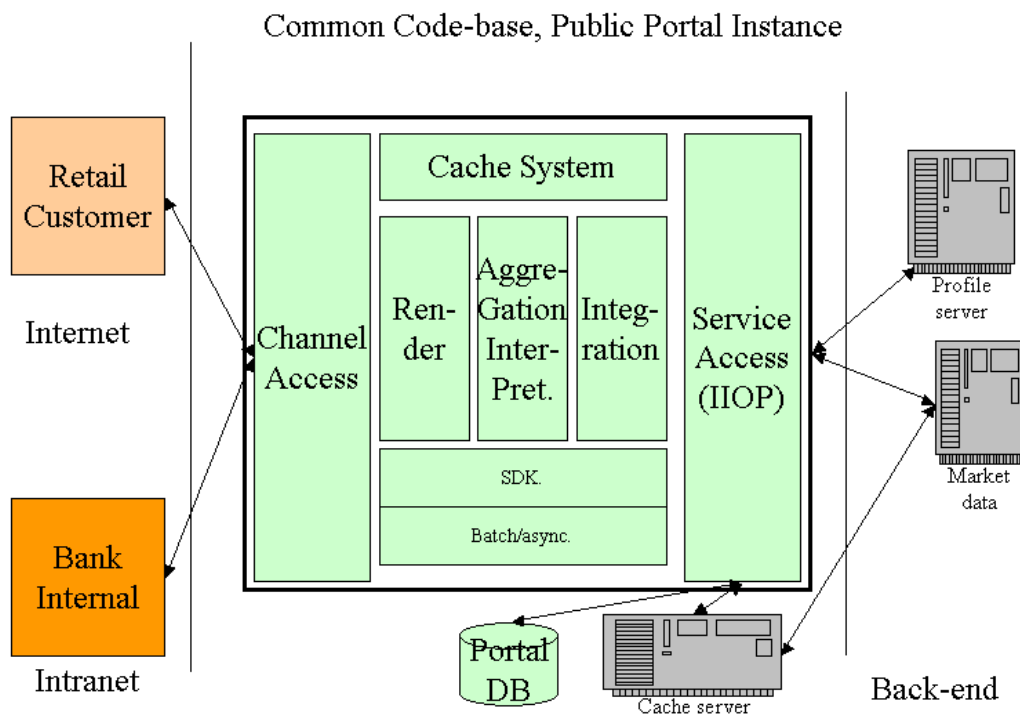 Common Code-base, Public Portal Instance
Retail
Customer
Internet
Bank
Internal
Intranet
Channel
Access
Cache System
Ren-
der
Aggre-
Gation
Inter-
Pret.
Integ-
ration
SDK.
Batch/async.
Service
Access
(IIOP)
Portal
DB
Cache server
Profile
server
Market
data
Back-end